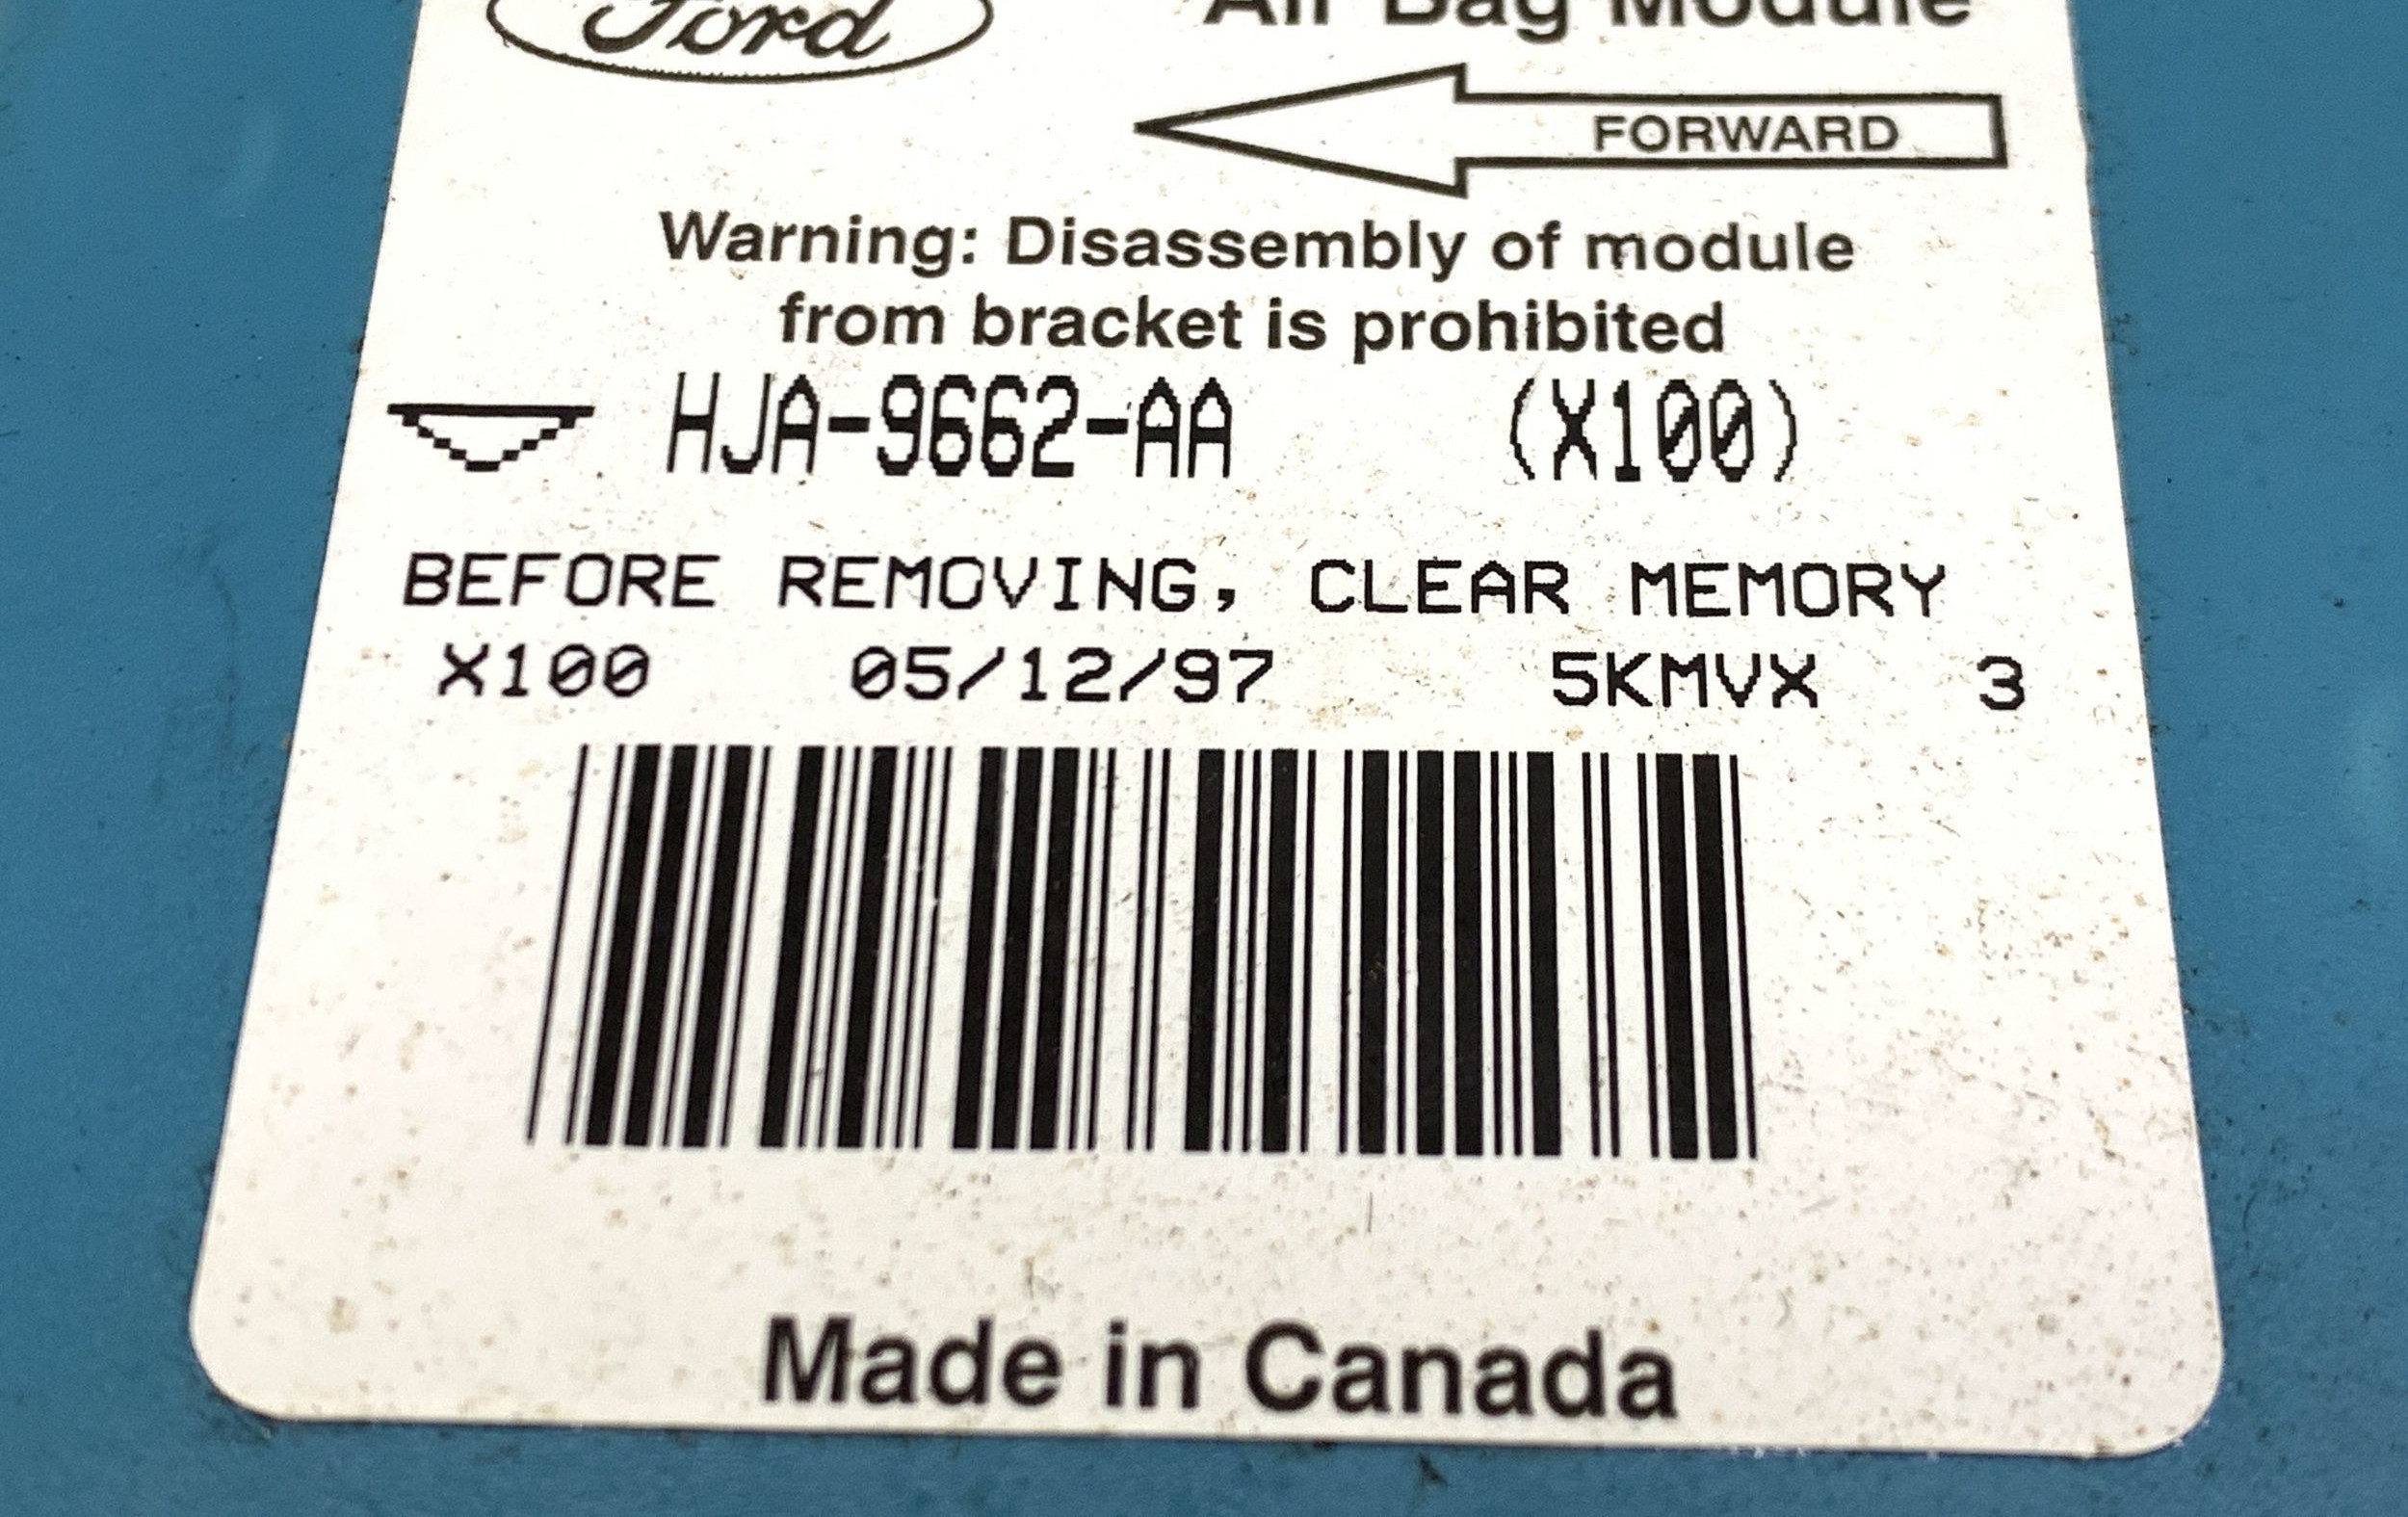 Ford Air Bag Module
FORWARD
Warning: Disassembly of module
from bracket is prohibited
HJA-9662-AA (X100)
BEFORE REMOVING, CLEAR MEMORY
X100 05/12/97 5KMVX 3
Made in Canada